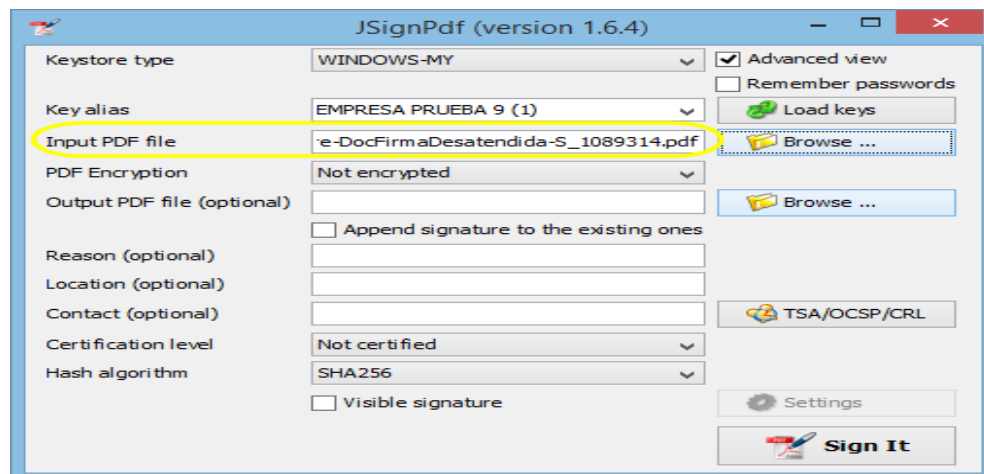 JSignPdf (version 1.6.4)
Keystore type WINDOWS-MY Advanced view
Remember passwords
Key alias EMPRESA PRUEBA 9 (1) Load keys
Input PDF file e-DocFirmaDesatendida-S_1089314.pdf Browse ...
PDF Encryption Not encrypted
Output PDF file (optional) Browse ...
Append signature to the existing ones
Reason (optional)
Location (optional)
Contact (optional) TSA/OCSP/CRL
Certification level Not certified
Hash algorithm SHA256
Visible signature Settings
Sign It